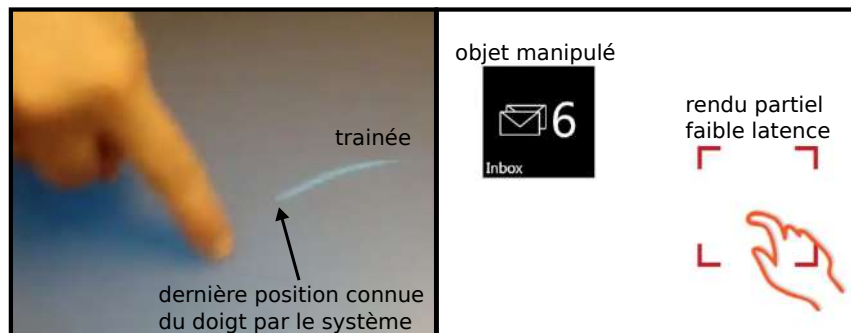 trainée
dernière position connue
du doigt par le système
objet manipulé
6
Inbox
rendu partiel
faible latence